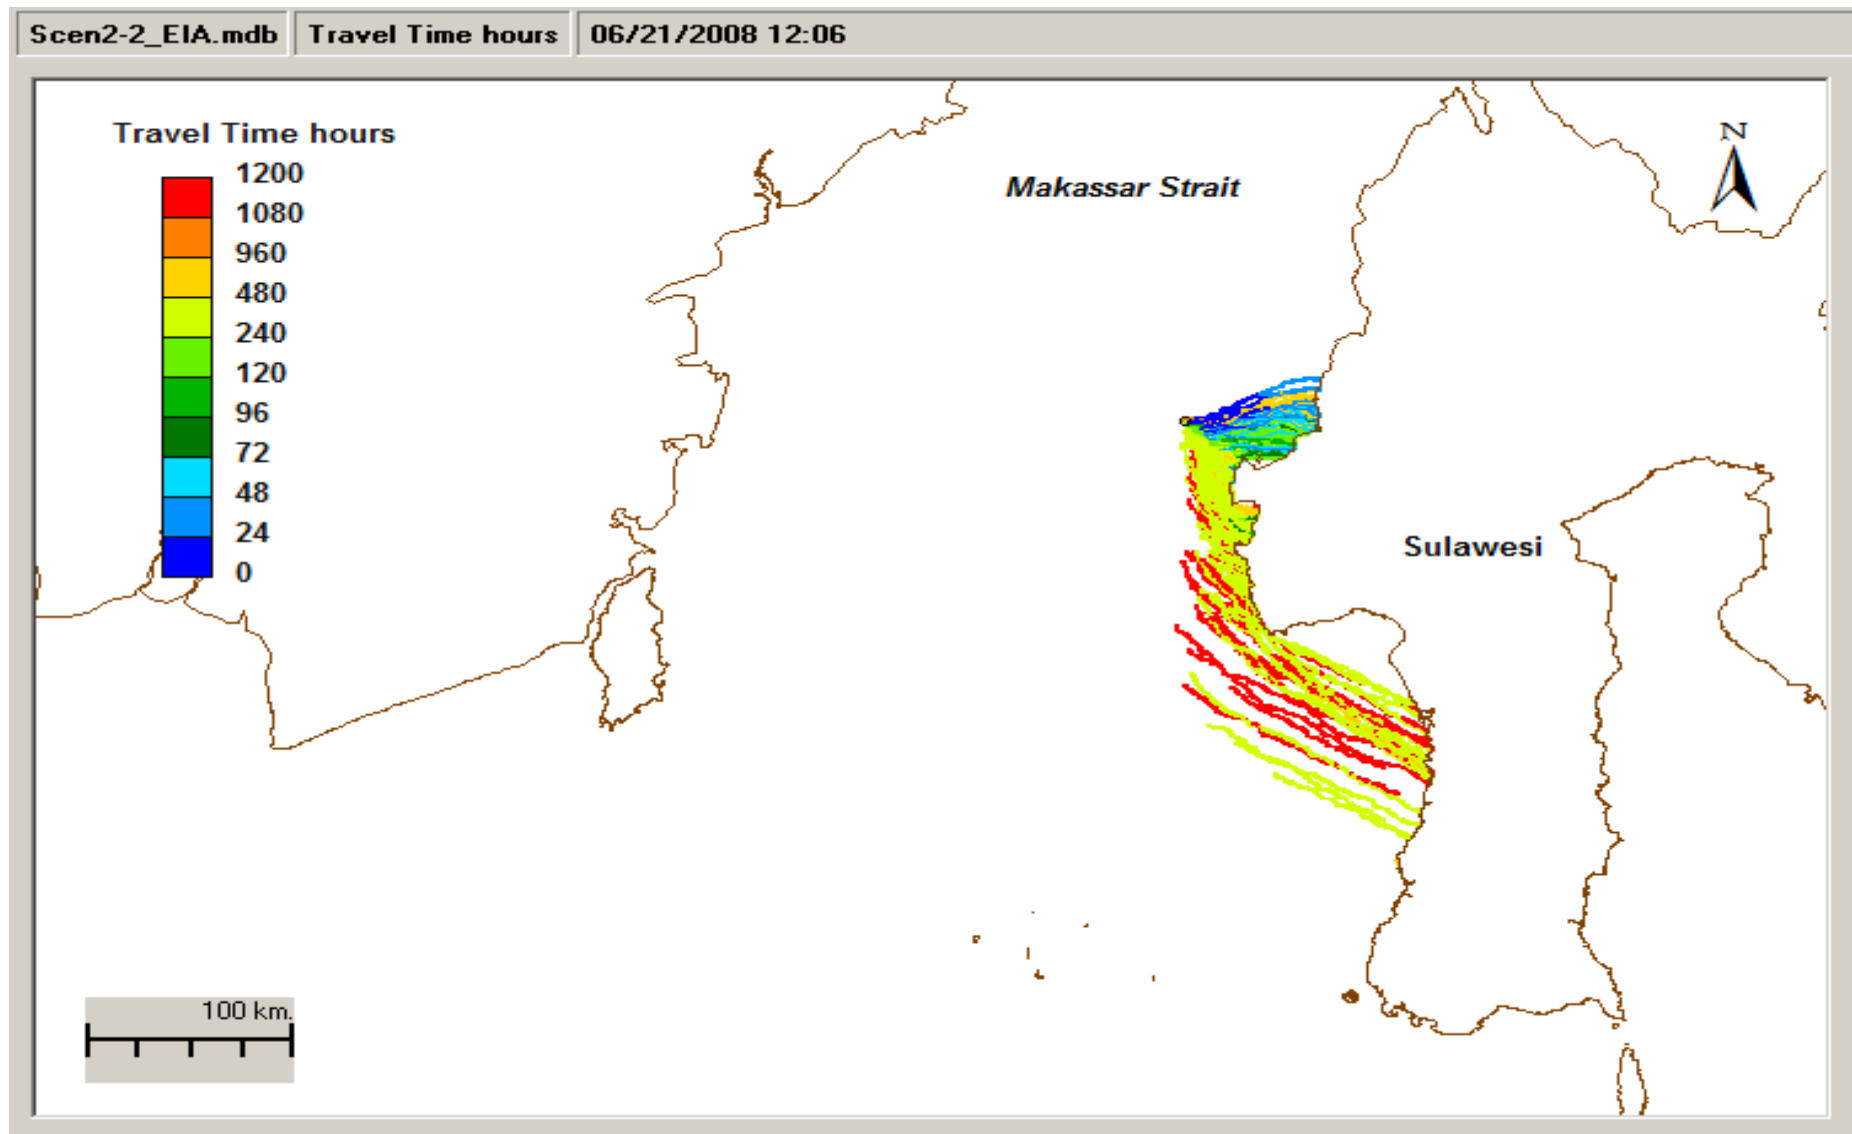 Scen2-2_EIA.mdb Travel Time hours 06/21/2008 12:06
Travel Time hours
1200
1080
960
480
240
120
96
72
48
24
0
Makassar Strait
N
Sulawesi
100 km.